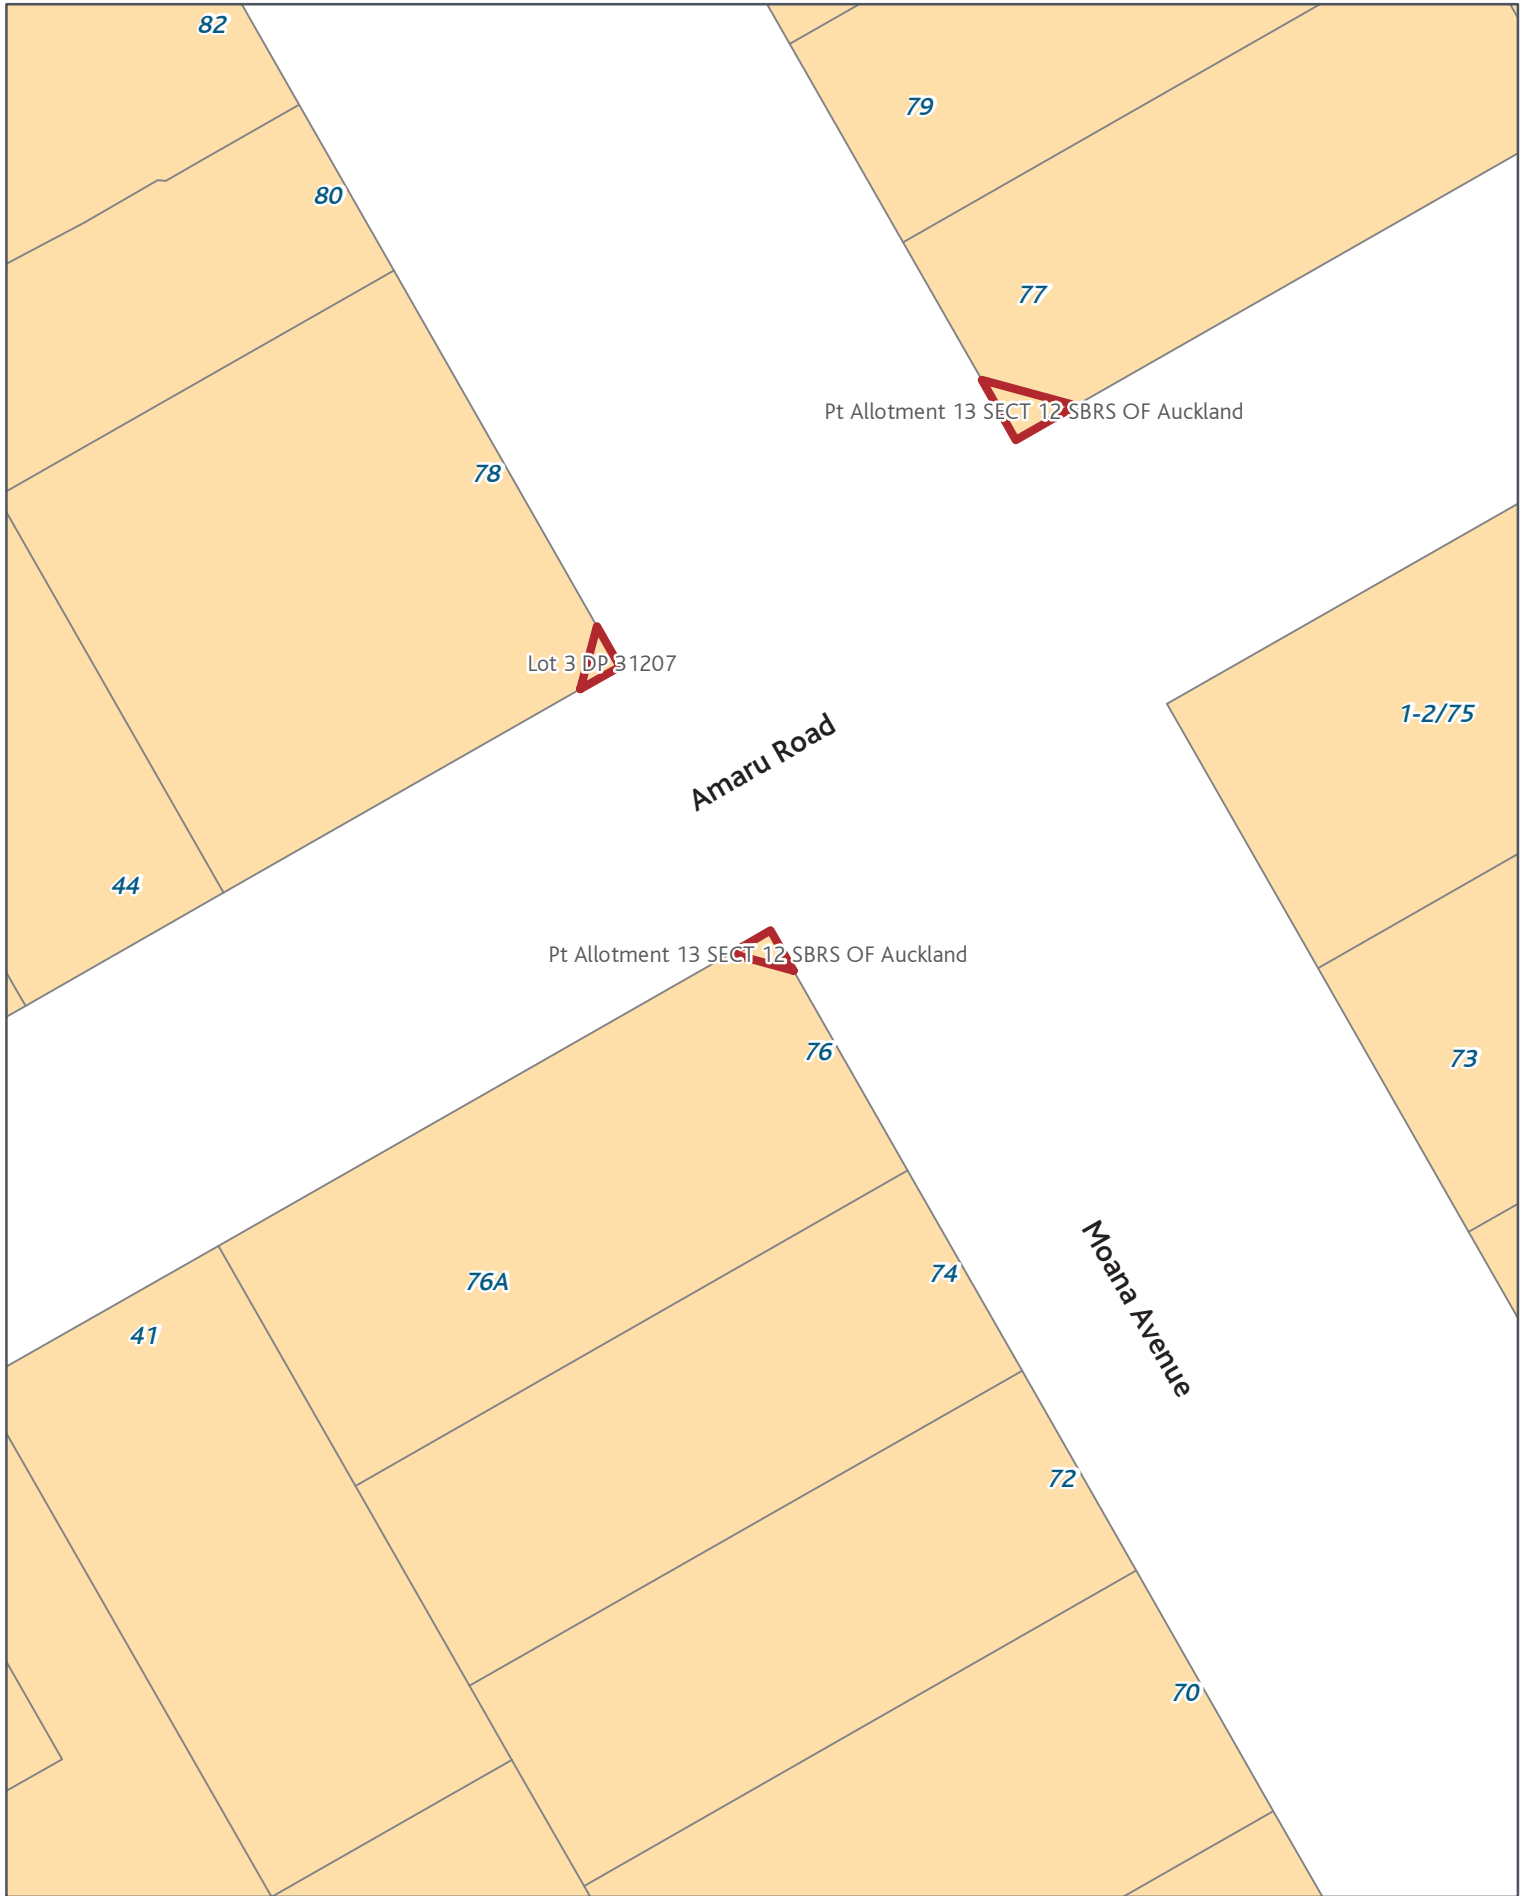 82
79
80
77
Pt Allotment 13 SECT 12 SBRS OF Auckland
78
Lot 3 DP 31207
1-2/75
Amaru Road
44
Pt Allotment 13 SECT 12 SBRS OF Auckland
76
73
74
76A
Moana Avenue
41
72
70